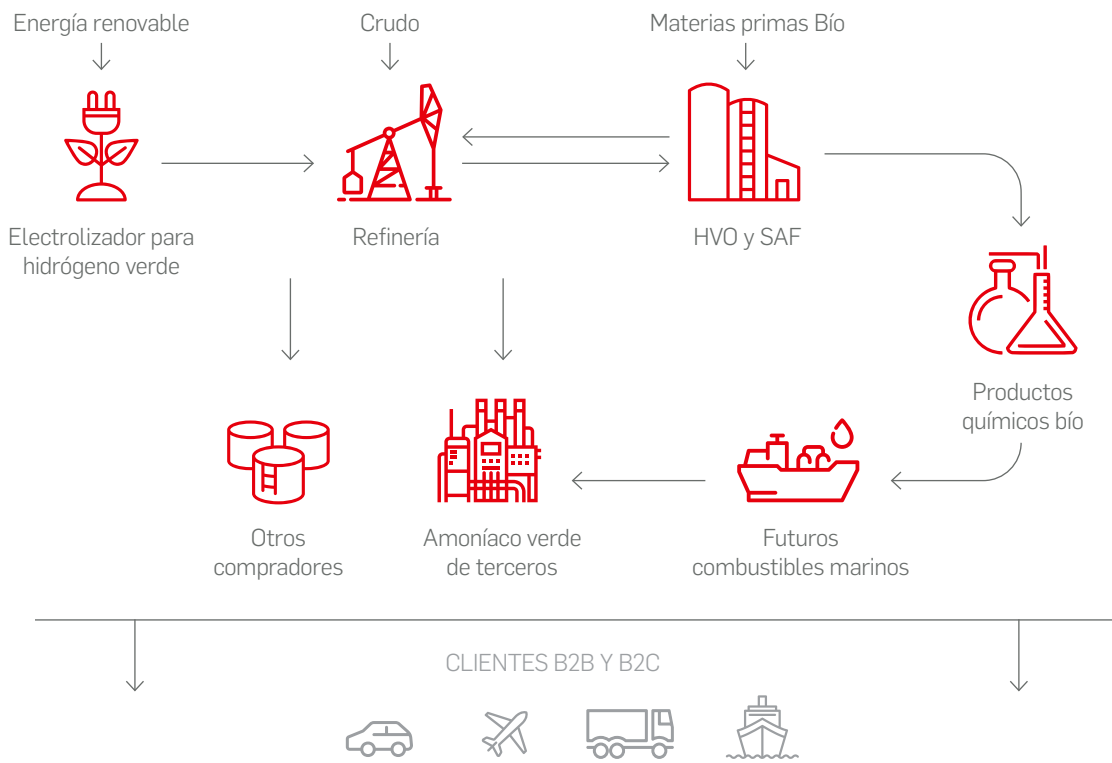 Energía renovable
Crudo
Materias primas Bío
Electrolizador para
hidrógeno verde
Refinería
HVO y SAF
Productos
químicos bío
Otros
compradores
Amoníaco verde
de terceros
Futuros
combustibles marinos
CLIENTES B2B Y B2C